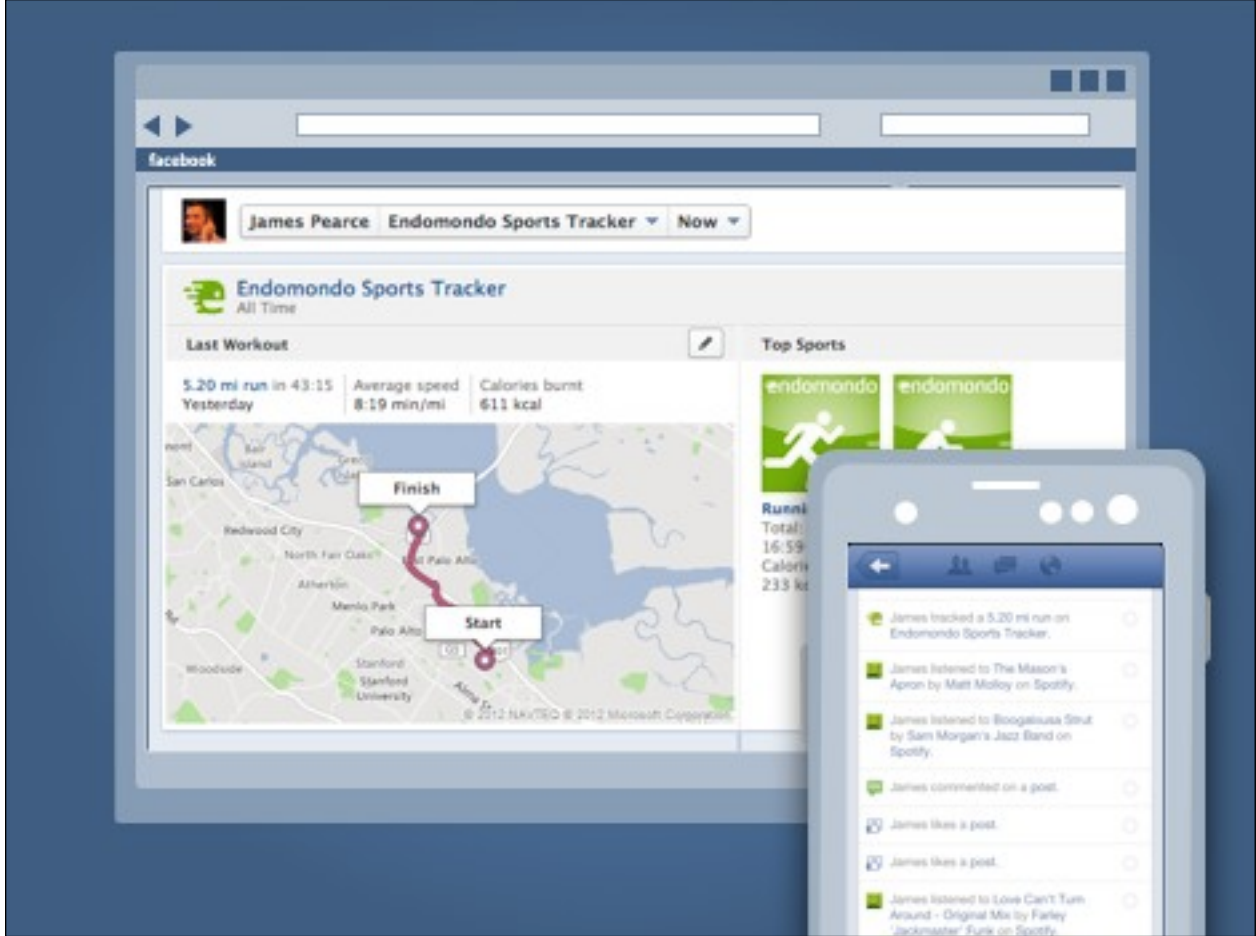 facebook
James Pearce Endomondo Sports Tracker Now
Endomondo Sports Tracker
All Time
Last Workout
Top Sports
5.20 mi run in 43:15
Yesterday
Average speed
8:19 min/mi
Calories burnt
611 kcal
endomondo endomondo
Bair
Island
San Carlos
Finish
Redwood City
North Fair Oaks
Palo Alto
Atherton
Menlo Park
Start
Palo Alto
Stanford
Woodside
Stanford
University
Alma
© 2012 NAVTEQ © 2012 Microsoft Corporation
Runni
Total:
16:59
Calori
233 k
James tracked a 5.20 mi run on
Endomondo Sports Tracker.
James listened to The Mason's
Apron by Matt Molloy on Spotify.
James listened to Boogalousa Strut
by Sam Morgan's Jazz Band on
Spotify.
James commented on a post.
James likes a post.
James likes a post.
James listened to Love Can't Turn
Around - Original Mix by Farley
'Jackmaster' Funk on Spotify.